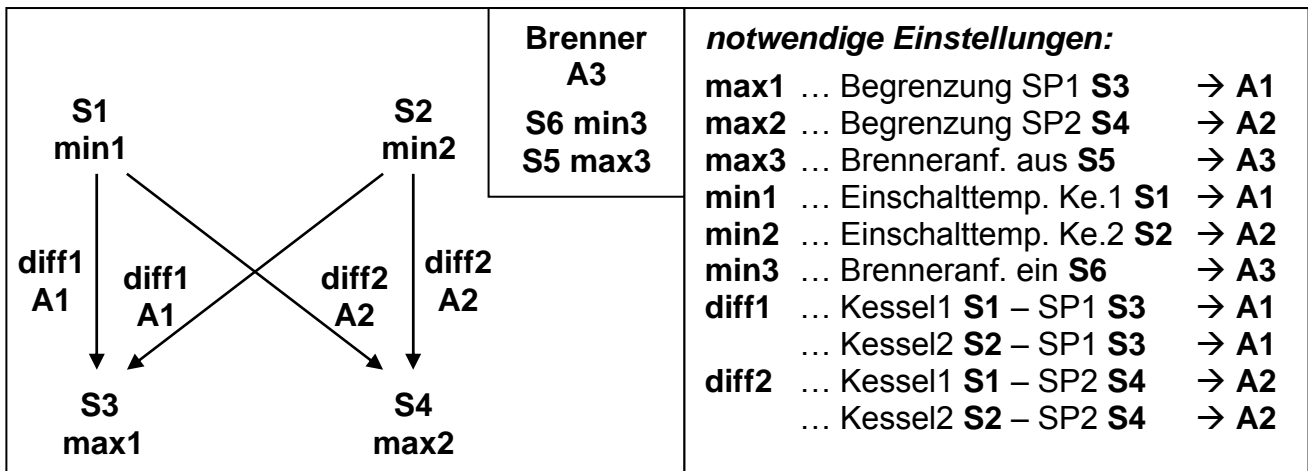 S1
min1
S2
min2
diff1
A1
diff1
A1
diff2
A2
diff2
A2
S3
max1
S4
max2
Brenner
A3
S6 min3
S5 max3
notwendige Einstellungen:
max1 … Begrenzung SP1 S3 → A1
max2 … Begrenzung SP2 S4 → A2
max3 … Brenneranf. aus S5 → A3
min1 … Einschalttemp. Ke.1 S1 → A1
min2 … Einschalttemp. Ke.2 S2 → A2
min3 … Brenneranf. ein S6 → A3
diff1 … Kessel1 S1 – SP1 S3 → A1
… Kessel2 S2 – SP1 S3 → A1
diff2 … Kessel1 S1 – SP2 S4 → A2
… Kessel2 S2 – SP2 S4 → A2